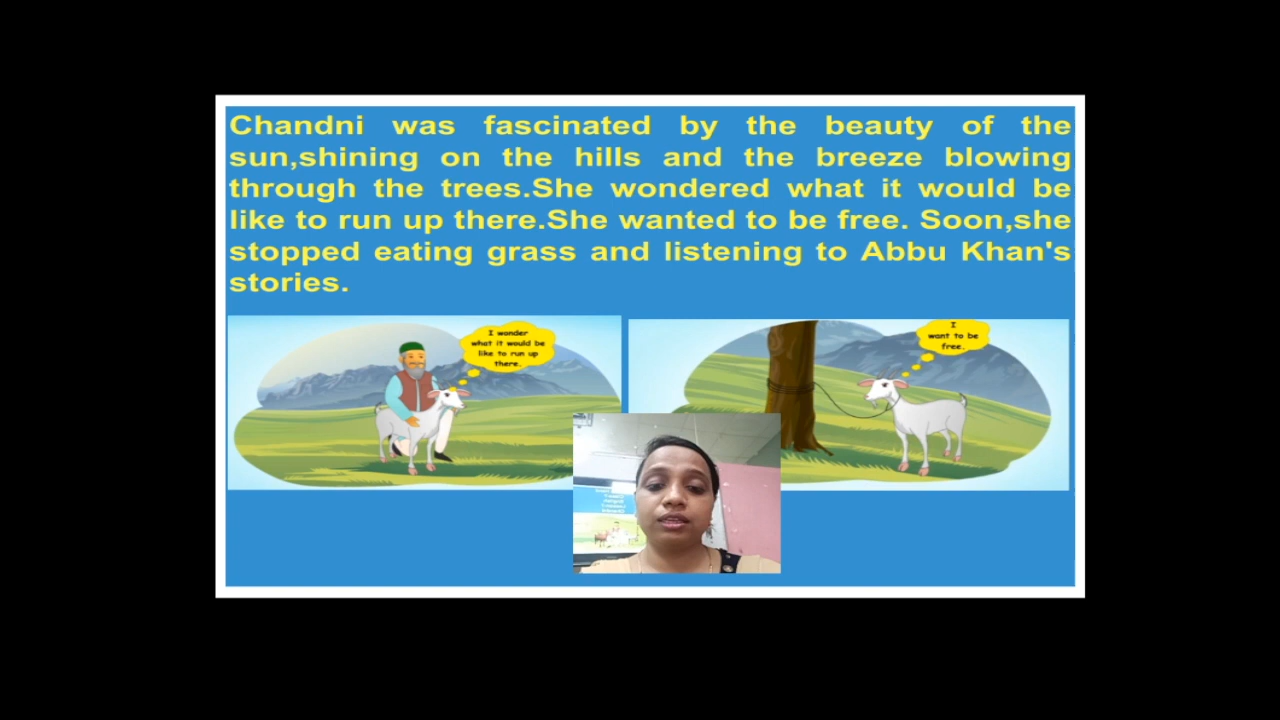 Chandni was fascinated by the beauty of the
sun,shining on the hills and the breeze blowing
through the trees.She wondered what it would be
like to run up there.She wanted to be free. Soon,she
stopped eating grass and listening to Abbu Khan's
stories.
I wonder
what it would be
like to run up
there.
I
want to be
free.